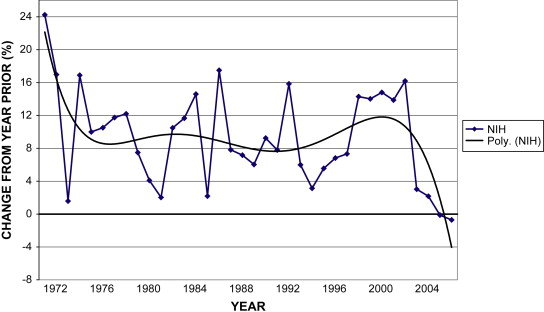 CHANGE FROM YEAR PRIOR (%)
24
20
16
12
8
4
0
-4
-8
1972 1976 1980 1984 1988 1992 1996 2000 2004
YEAR
NIH
Poly. (NIH)